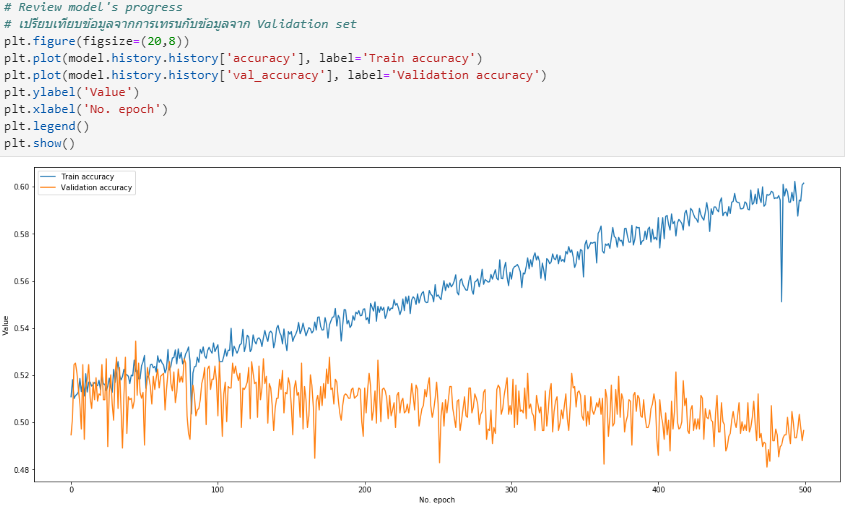 # Review model's progress
# เปรียบเทียบข้อมูลจากการเทรนกับข้อมูลจาก Validation set
plt.figure(figsize=(20,8))
plt.plot(model.history.history['accuracy'], label='Train accuracy')
plt.plot(model.history.history['val_accuracy'], label='Validation accuracy')
plt.ylabel('Value')
plt.xlabel('No. epoch')
plt.legend()
plt.show()
Train accuracy
Validation accuracy
0.60
0.58
0.56
0.54
0.52
0.50
0.48
Value
0 100 200 300 400 500
No. epoch